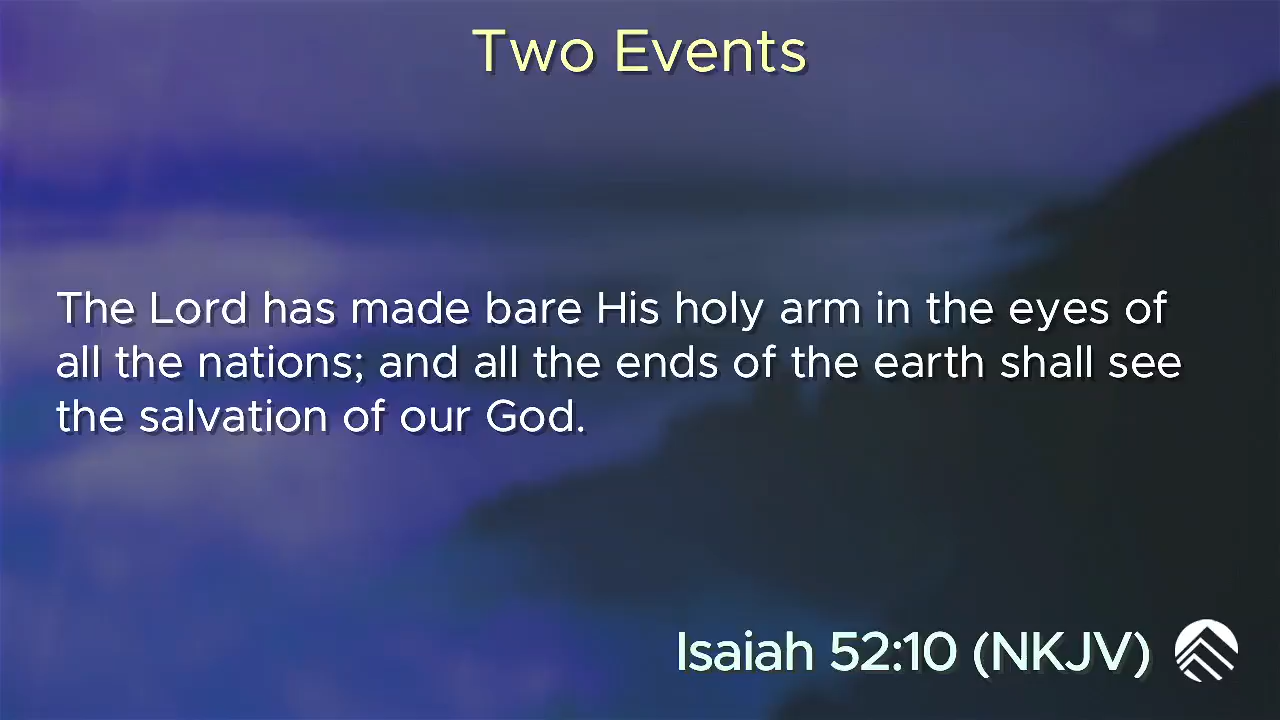 Two Events
The Lord has made bare His holy arm in the eyes of
all the nations; and all the ends of the earth shall see
the salvation of our God.
Isaiah 52:10 (NKJV)